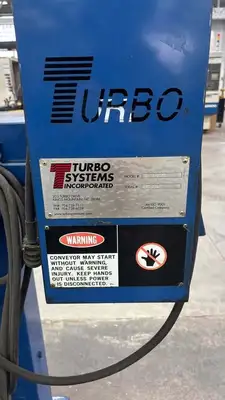 TURBO
TURBO
SYSTEMS
INCORPORATED
MODEL #
SERIAL #
WARNING
CONVEYOR MAY START
WITHOUT WARNING,
AND CAUSE SEVERE
INJURY. KEEP HANDS
OUT UNLESS POWER
IS DISCONNECTED.